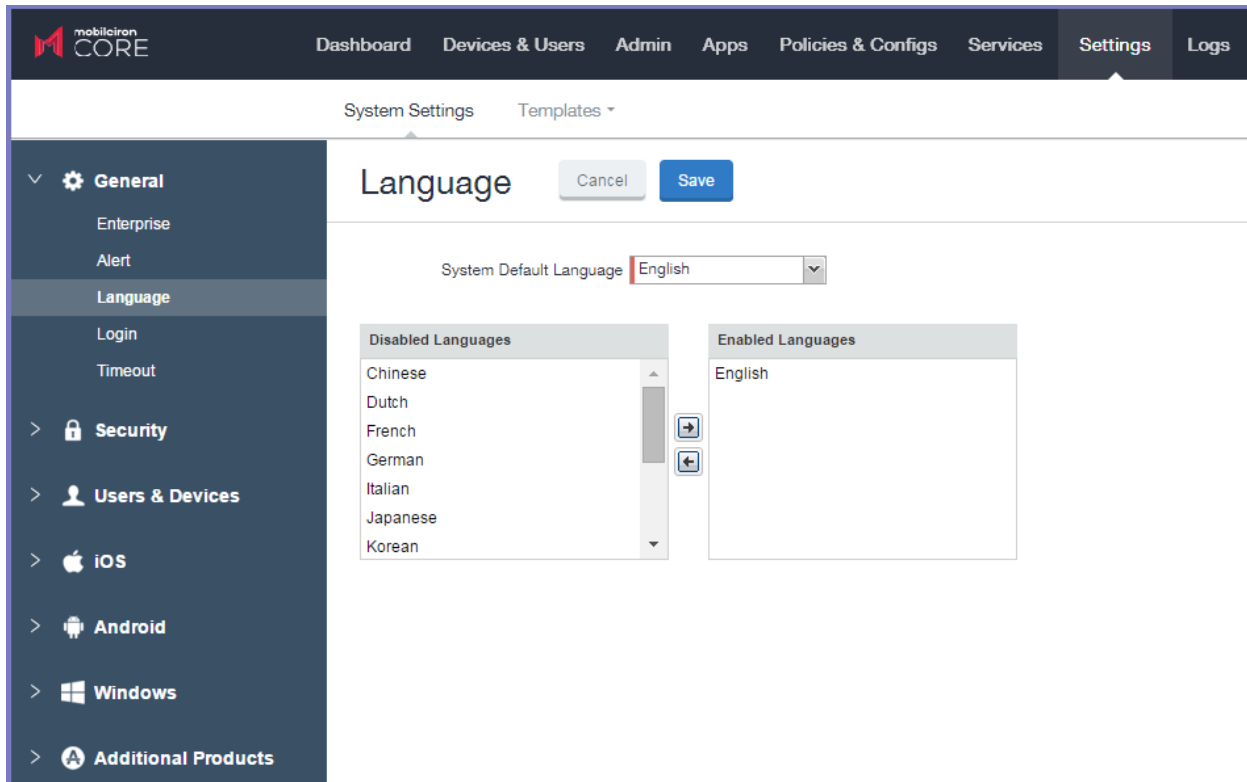 mobileiron
CORE
Dashboard Devices & Users Admin Apps Policies & Configs Services Settings Logs
System Settings Templates
General
Enterprise
Alert
Language
Login
Timeout
Security
Users & Devices
iOS
Android
Windows
Additional Products
Language Cancel Save
System Default Language English
Disabled Languages
Chinese
Dutch
French
German
Italian
Japanese
Korean
Enabled Languages
English